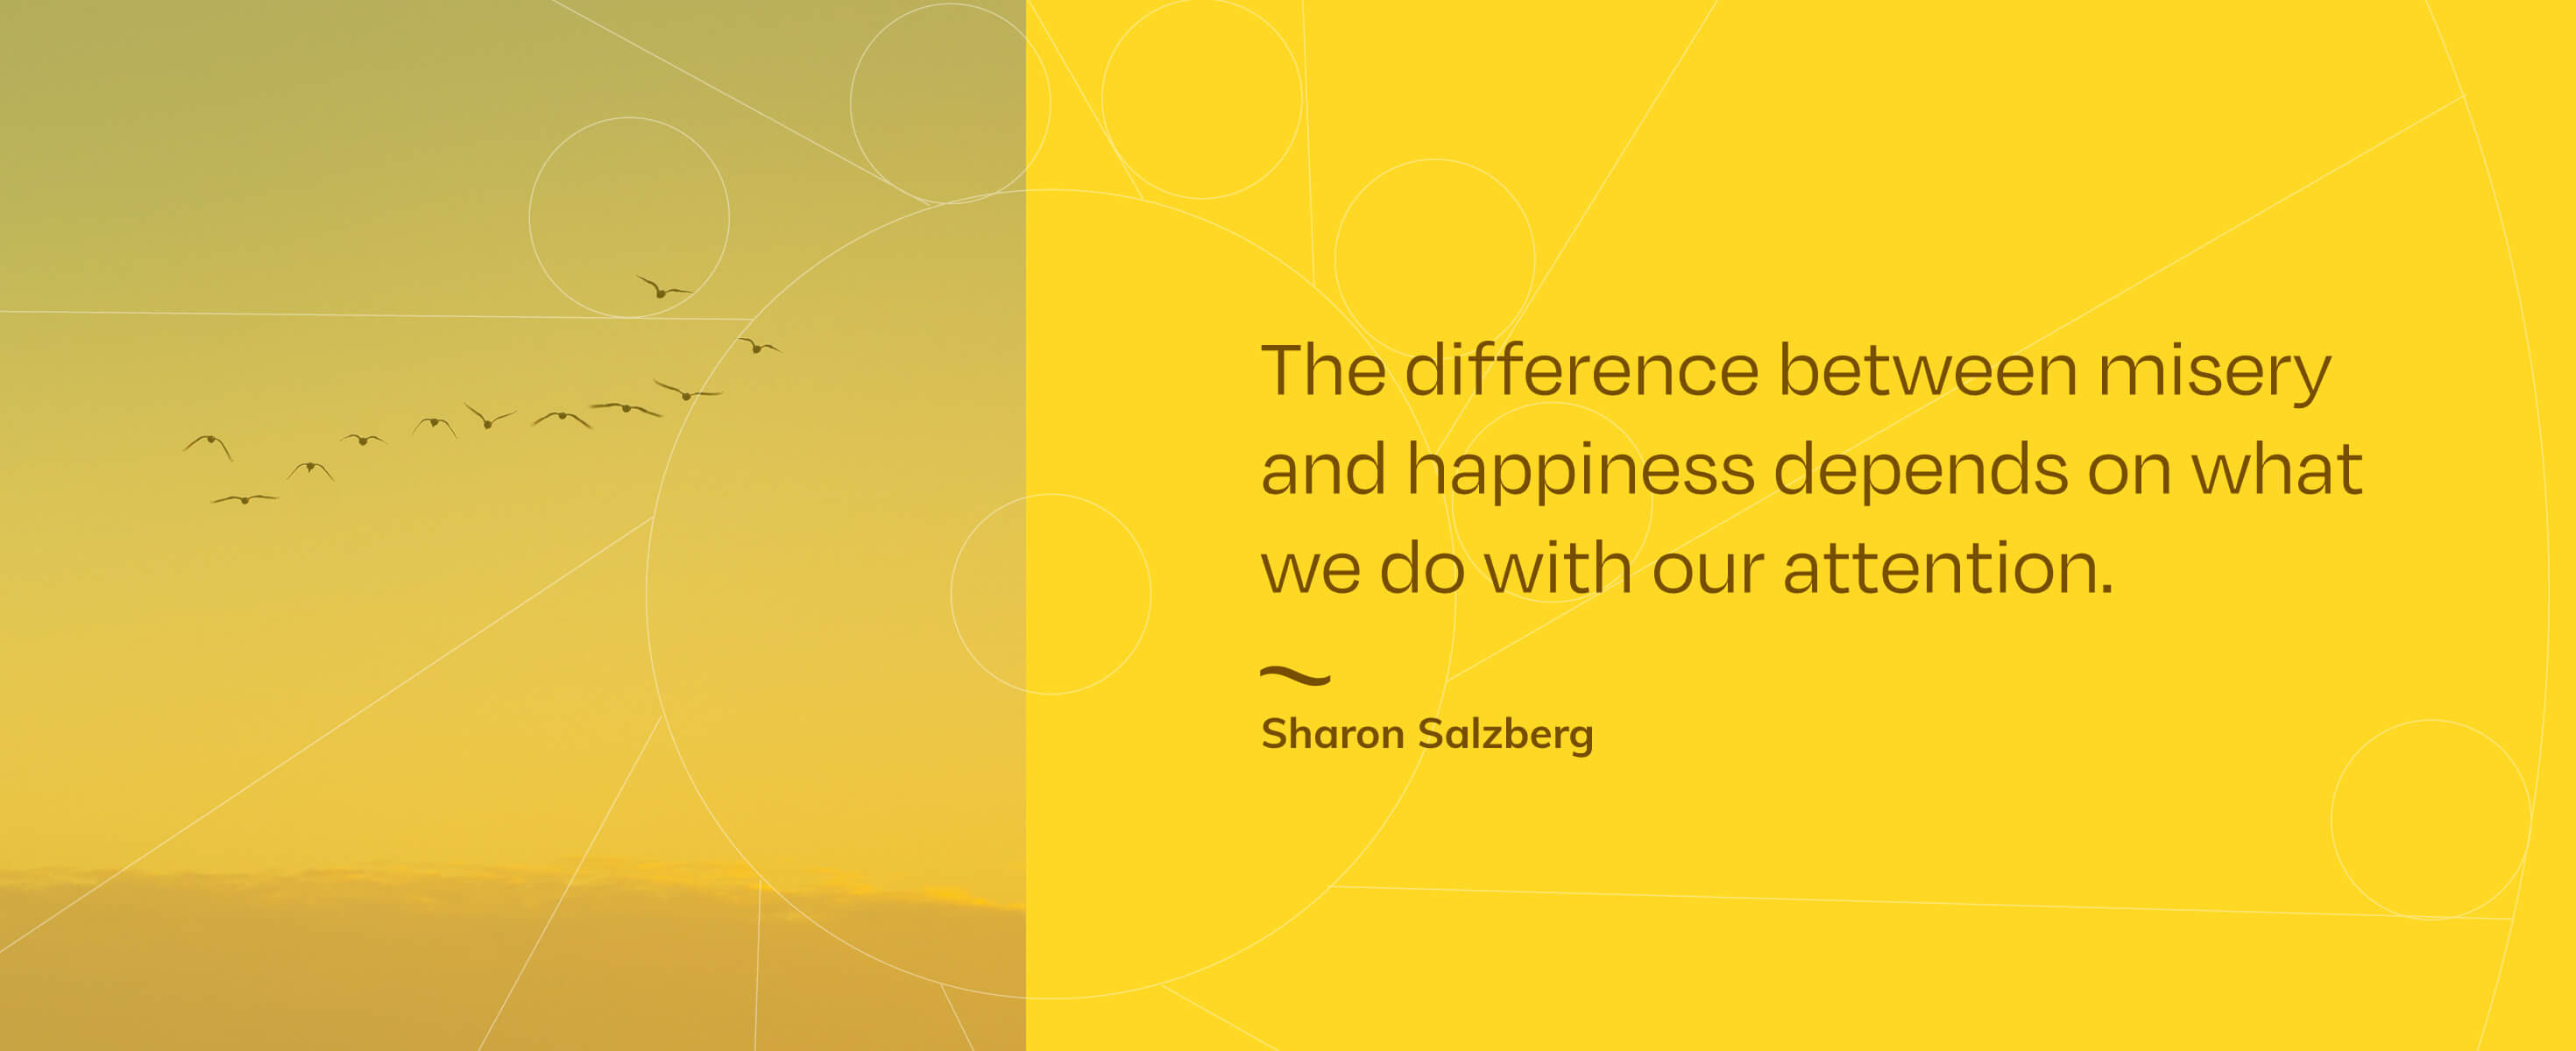 The difference between misery
and happiness depends on what
we do with our attention.
~
Sharon Salzberg